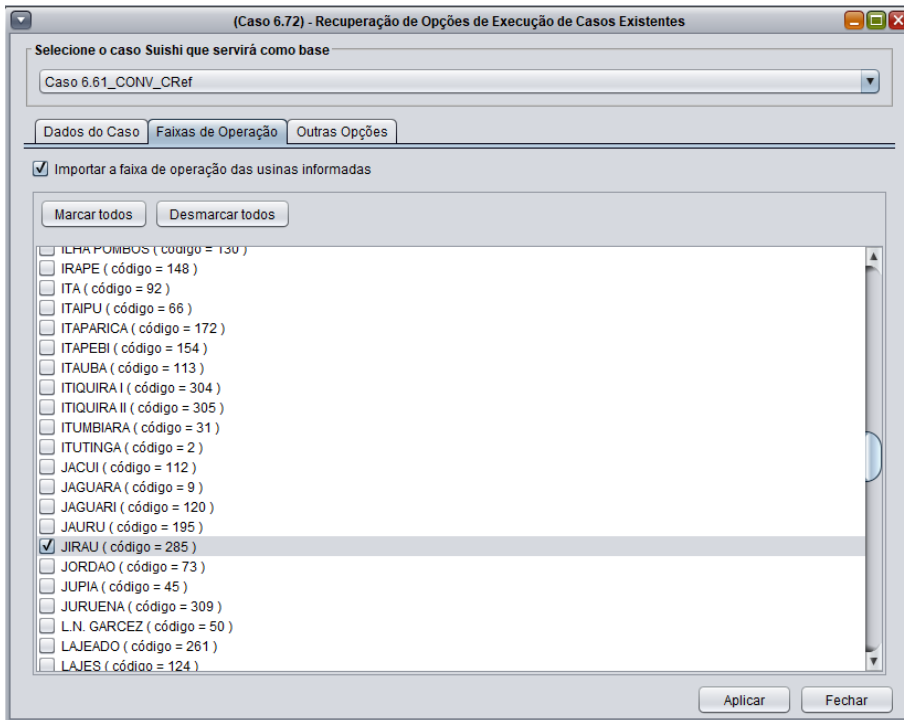 (Caso 6.72) - Recuperação de Opções de Execução de Casos Existentes
Selecione o caso Suishi que servirá como base
Caso 6.61_CONV_CRef
Dados do Caso Faixas de Operação Outras Opções
Importar a faixa de operação das usinas informadas
Marcar todos Desmarcar todos
ILHA POMBOS ( código = 130 )
IRAPE ( código = 148 )
ITA ( código = 92 )
ITAIPU ( código = 66 )
ITAPARICA ( código = 172 )
ITAPEBI ( código = 154 )
ITAUBA ( código = 113 )
ITIQUIRA I ( código = 304 )
ITIQUIRA II ( código = 305 )
ITUMBIARA ( código = 31 )
ITUTINGA ( código = 2 )
JACUI ( código = 112 )
JAGUARA ( código = 9 )
JAGUARI ( código = 120 )
JAURU ( código = 195 )
JIRAU ( código = 285 )
JORDAO ( código = 73 )
JUPIA ( código = 45 )
JURUENA ( código = 309 )
L.N. GARCEZ ( código = 50 )
LAJEADO ( código = 261 )
LAJES ( código = 124 )
Aplicar Fechar